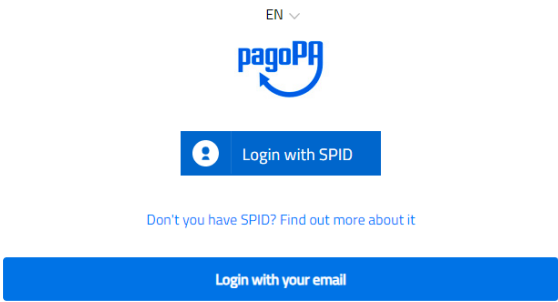 EN
pagoPA
Login with SPID
Don't you have SPID? Find out more about it
Login with your email